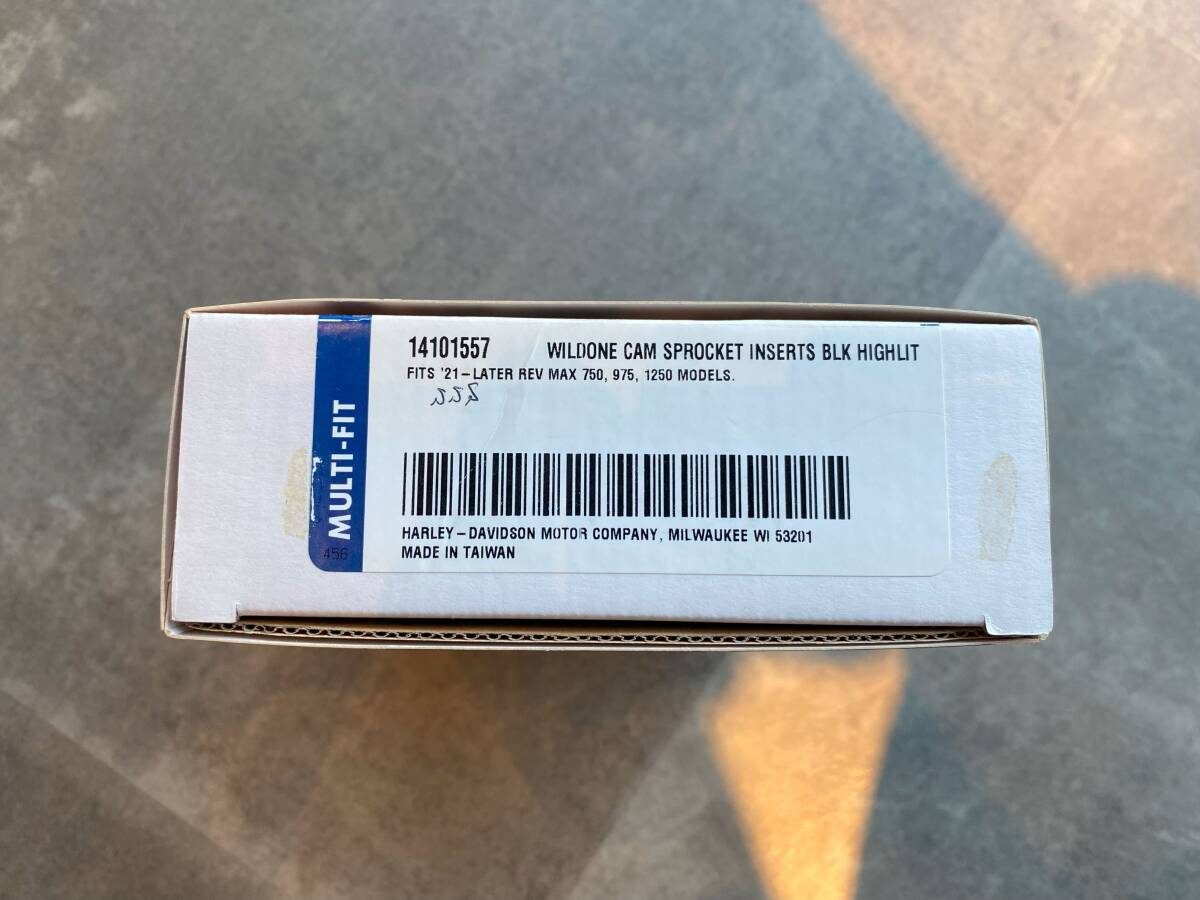 14101557 WILDONE CAM SPROCKET INSERTS BLK HIGHLIT
FITS '21-LATER REV MAX 750, 975, 1250 MODELS.
MULTI-FIT
456
HARLEY-DAVIDSON MOTOR COMPANY, MILWAUKEE WI 53201
MADE IN TAIWAN